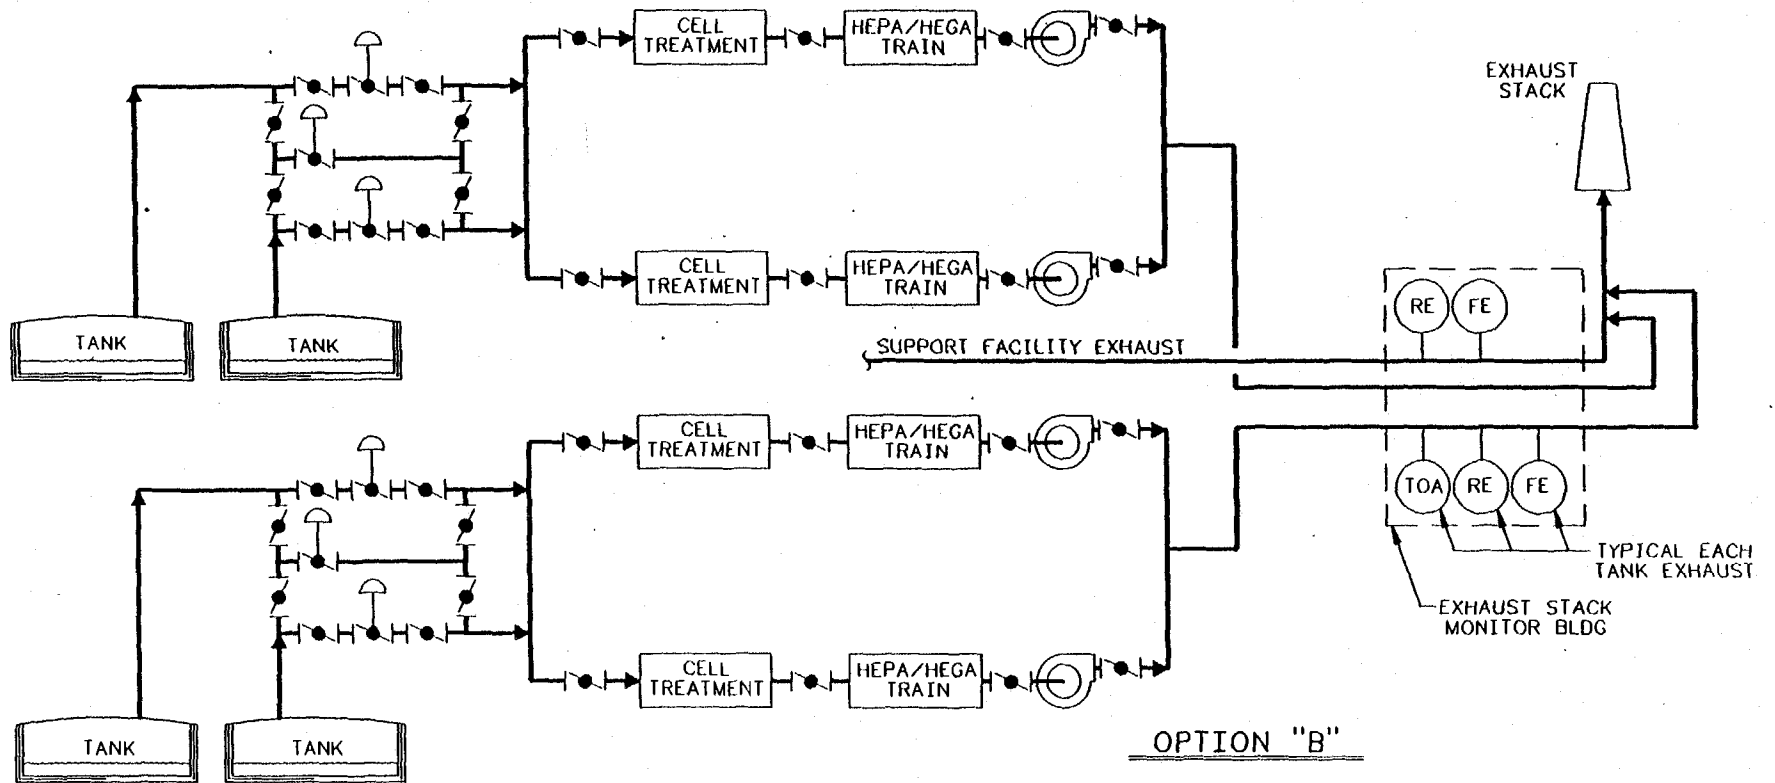 CELL
TREATMENT
HEPA/HEGA
TRAIN
EXHAUST
STACK
CELL
TREATMENT
HEPA/HEGA
TRAIN
RE
FE
TANK
TANK
SUPPORT FACILITY EXHAUST
CELL
TREATMENT
HEPA/HEGA
TRAIN
TOA
RE
FE
TYPICAL EACH
TANK EXHAUST
EXHAUST STACK
MONITOR BLDG
CELL
TREATMENT
HEPA/HEGA
TRAIN
TANK
TANK
OPTION "B"